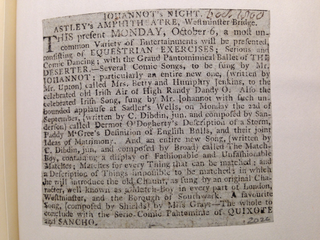 JOHANNOT's NIGHT.
ASTLEY's AMPHITHEATRE, Westminster Bridge.
THIS present MONDAY, October 6, a most un-
common Variety of Entertainments will be presented,
consisting of EQUESTRIAN EXERCISES; Serious and
Comic Dancing; with the Grand Pantomimical Ballet of THE
DESERTER.—Several Comic Songs, to be sung by Mr.
JOHANNOT; particularly an entire new one, (written by
Mr. Upton) called Mrs. Betty and Humphry Jenkins, to the
celebrated old Irish Air of High Randy Dandy O. Also the
celebrated Irish Song, sung by Mr. Johannot with such un-
bounded applause at Sadler's Wells, on Monday the 22d of
September, (written by C. Dibdin, jun. and composed by San-
derson) called Dermot O'Dogherty's Description of a Storm,
Paddy McGree's Definition of English Bulls, and their joint
Ideas of Matrimony. And an entire new Song, (written by
C. Dibdin, jun. and composed by Broad) called The Match-
Boy, containing a display of Fashionable and Unfashionable
Matches; Matches for every Thing that can be matched; and
a Description of Things impossible to be matched; in which
he will introduce the old Chaunt, as sung by an original Cha-
racter, well known as a Match-Boy in every part of London,
Westminster, and the Borough of Southwark. A favourite
Song, (composed by Shields) by Miss Gray.—The whole to
conclude with the Serio Comic Pantomime of QUIXOTE
and SANCHO.